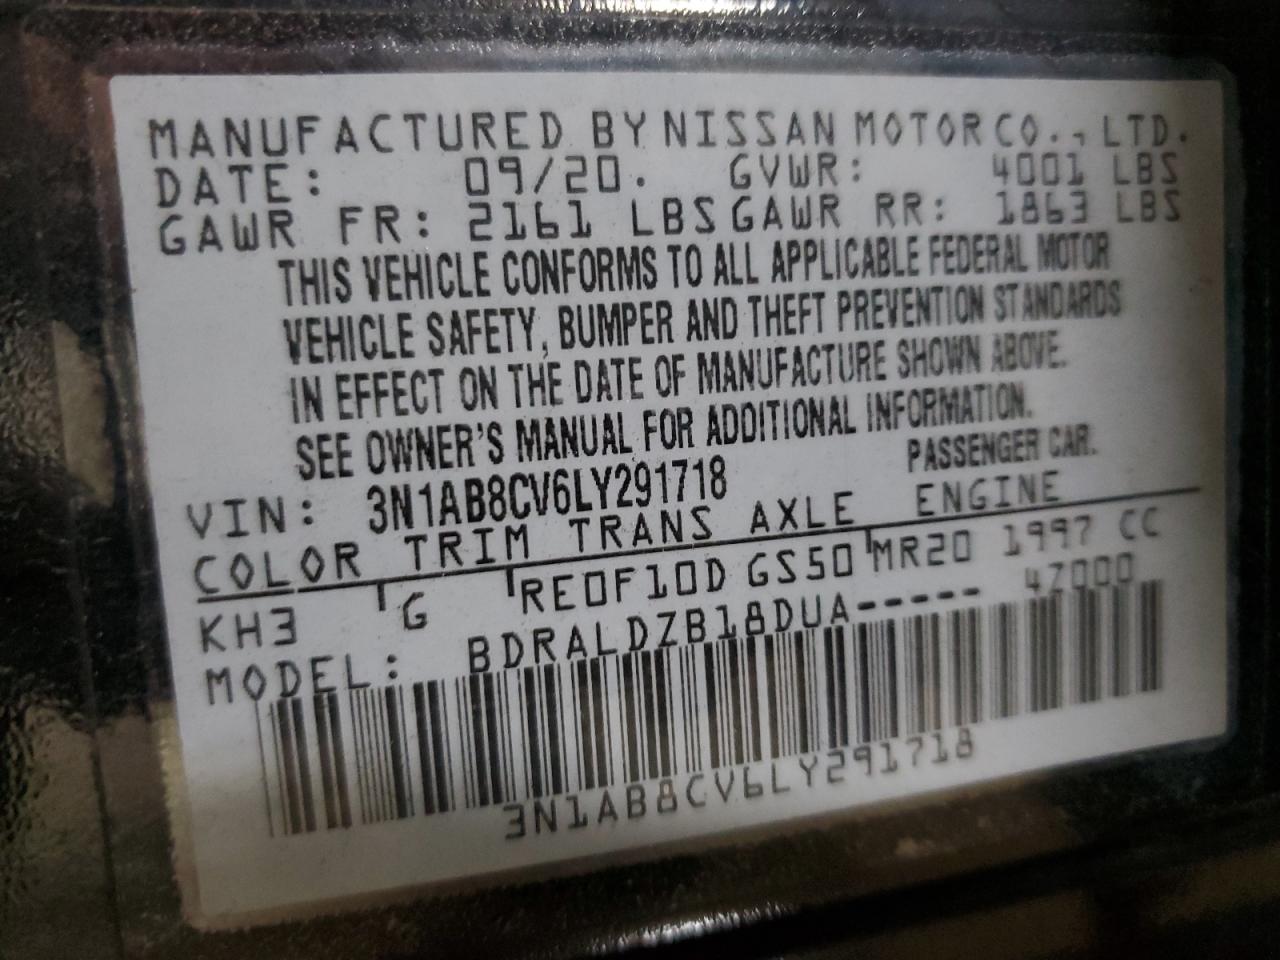 MANUFACTURED BY NISSAN MOTOR CO., LTD.
DATE: 09/20. GVWR: 4001 LBS
GAWR FR: 2161 LBS GAWR RR: 1863 LBS
THIS VEHICLE CONFORMS TO ALL APPLICABLE FEDERAL MOTOR
VEHICLE SAFETY, BUMPER AND THEFT PREVENTION STANDARDS
IN EFFECT ON THE DATE OF MANUFACTURE SHOWN ABOVE.
SEE OWNER'S MANUAL FOR ADDITIONAL INFORMATION.
VIN: 3N1AB8CV6LY291718 PASSENGER CAR.
COLOR TRIM TRANS AXLE ENGINE
KH3 G RE0F10D GS50 MR20 1997 CC
MODEL: BDRALDZB18DUA----- 4Z000
3N1AB8CV6LY291718